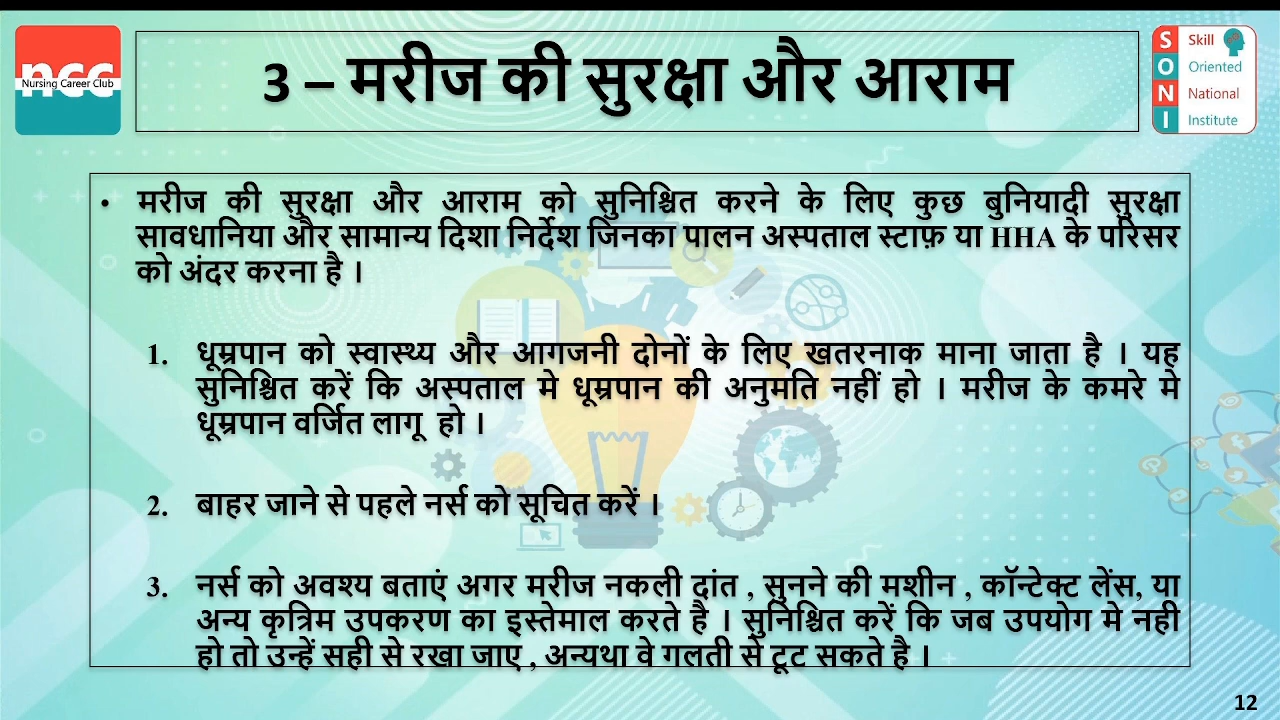 ncc
Nursing Career Club
3 – मरीज की सुरक्षा और आराम
S Skill
O Oriented
N National
I Institute
• मरीज की सुरक्षा और आराम को सुनिश्चित करने के लिए कुछ बुनियादी सुरक्षा
सावधानिया और सामान्य दिशा निर्देश जिनका पालन अस्पताल स्टाफ़ या HHA के परिसर
को अंदर करना है ।
1. धूम्रपान को स्वास्थ्य और आगजनी दोनों के लिए खतरनाक माना जाता है । यह
सुनिश्चित करें कि अस्पताल मे धूम्रपान की अनुमति नहीं हो । मरीज के कमरे मे
धूम्रपान वर्जित लागू हो ।
2. बाहर जाने से पहले नर्स को सूचित करें ।
3. नर्स को अवश्य बताएं अगर मरीज नकली दांत , सुनने की मशीन , कॉन्टेक्ट लेंस, या
अन्य कृत्रिम उपकरण का इस्तेमाल करते है । सुनिश्चित करें कि जब उपयोग मे नही
हो तो उन्हें सही से रखा जाए , अन्यथा वे गलती से टूट सकते है ।
12